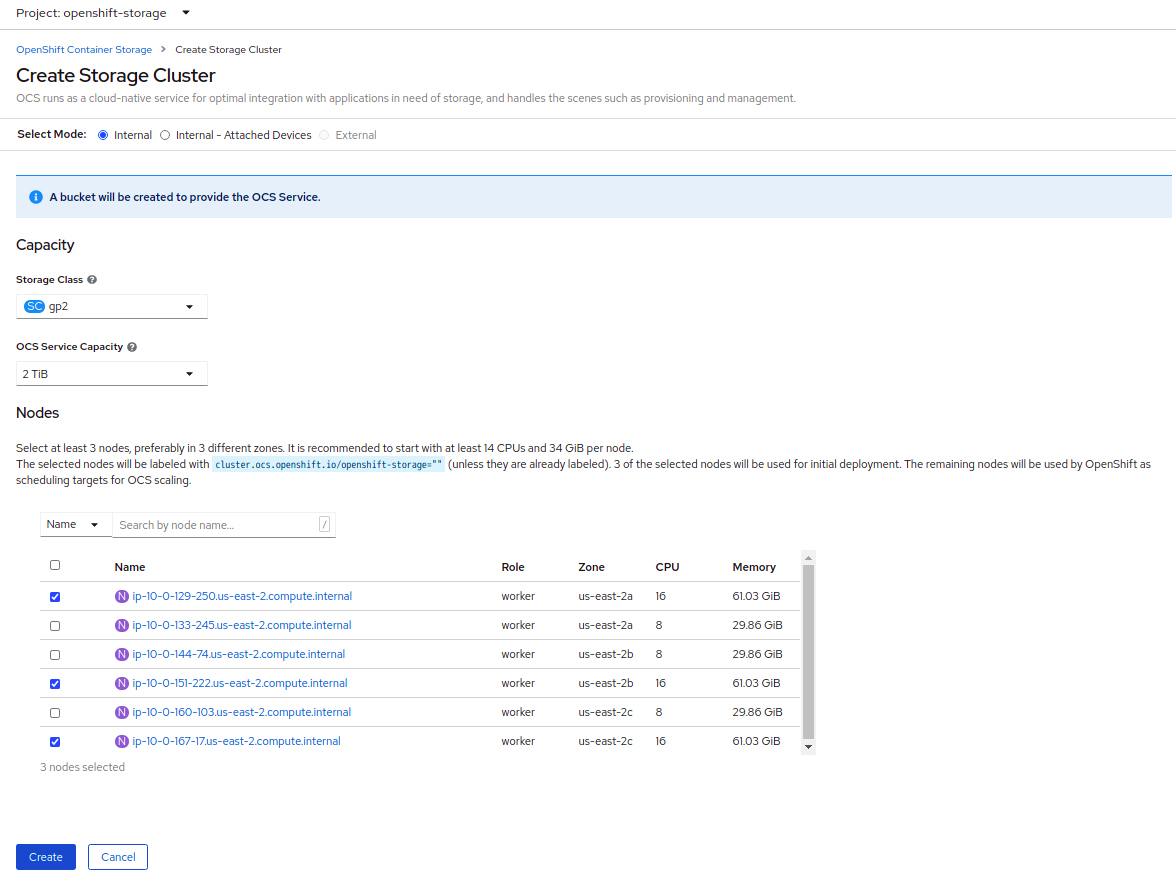 Project: openshift-storage
OpenShift Container Storage > Create Storage Cluster
Create Storage Cluster
OCS runs as a cloud-native service for optimal integration with applications in need of storage, and handles the scenes such as provisioning and management.
Select Mode: Internal Internal - Attached Devices External
A bucket will be created to provide the OCS Service.
Capacity
Storage Class
SC gp2
OCS Service Capacity
2 TiB
Nodes
Select at least 3 nodes, preferably in 3 different zones. It is recommended to start with at least 14 CPUs and 34 GiB per node.
The selected nodes will be labeled with cluster.ocs.openshift.io/openshift-storage="" (unless they are already labeled). 3 of the selected nodes will be used for initial deployment. The remaining nodes will be used by OpenShift as
scheduling targets for OCS scaling.
Name Search by node name... /
Name Role Zone CPU Memory
N ip-10-0-129-250.us-east-2.compute.internal worker us-east-2a 16 61.03 GiB
N ip-10-0-133-245.us-east-2.compute.internal worker us-east-2a 8 29.86 GiB
N ip-10-0-144-74.us-east-2.compute.internal worker us-east-2b 8 29.86 GiB
N ip-10-0-151-222.us-east-2.compute.internal worker us-east-2b 16 61.03 GiB
N ip-10-0-160-103.us-east-2.compute.internal worker us-east-2c 8 29.86 GiB
N ip-10-0-167-17.us-east-2.compute.internal worker us-east-2c 16 61.03 GiB
3 nodes selected
Create Cancel